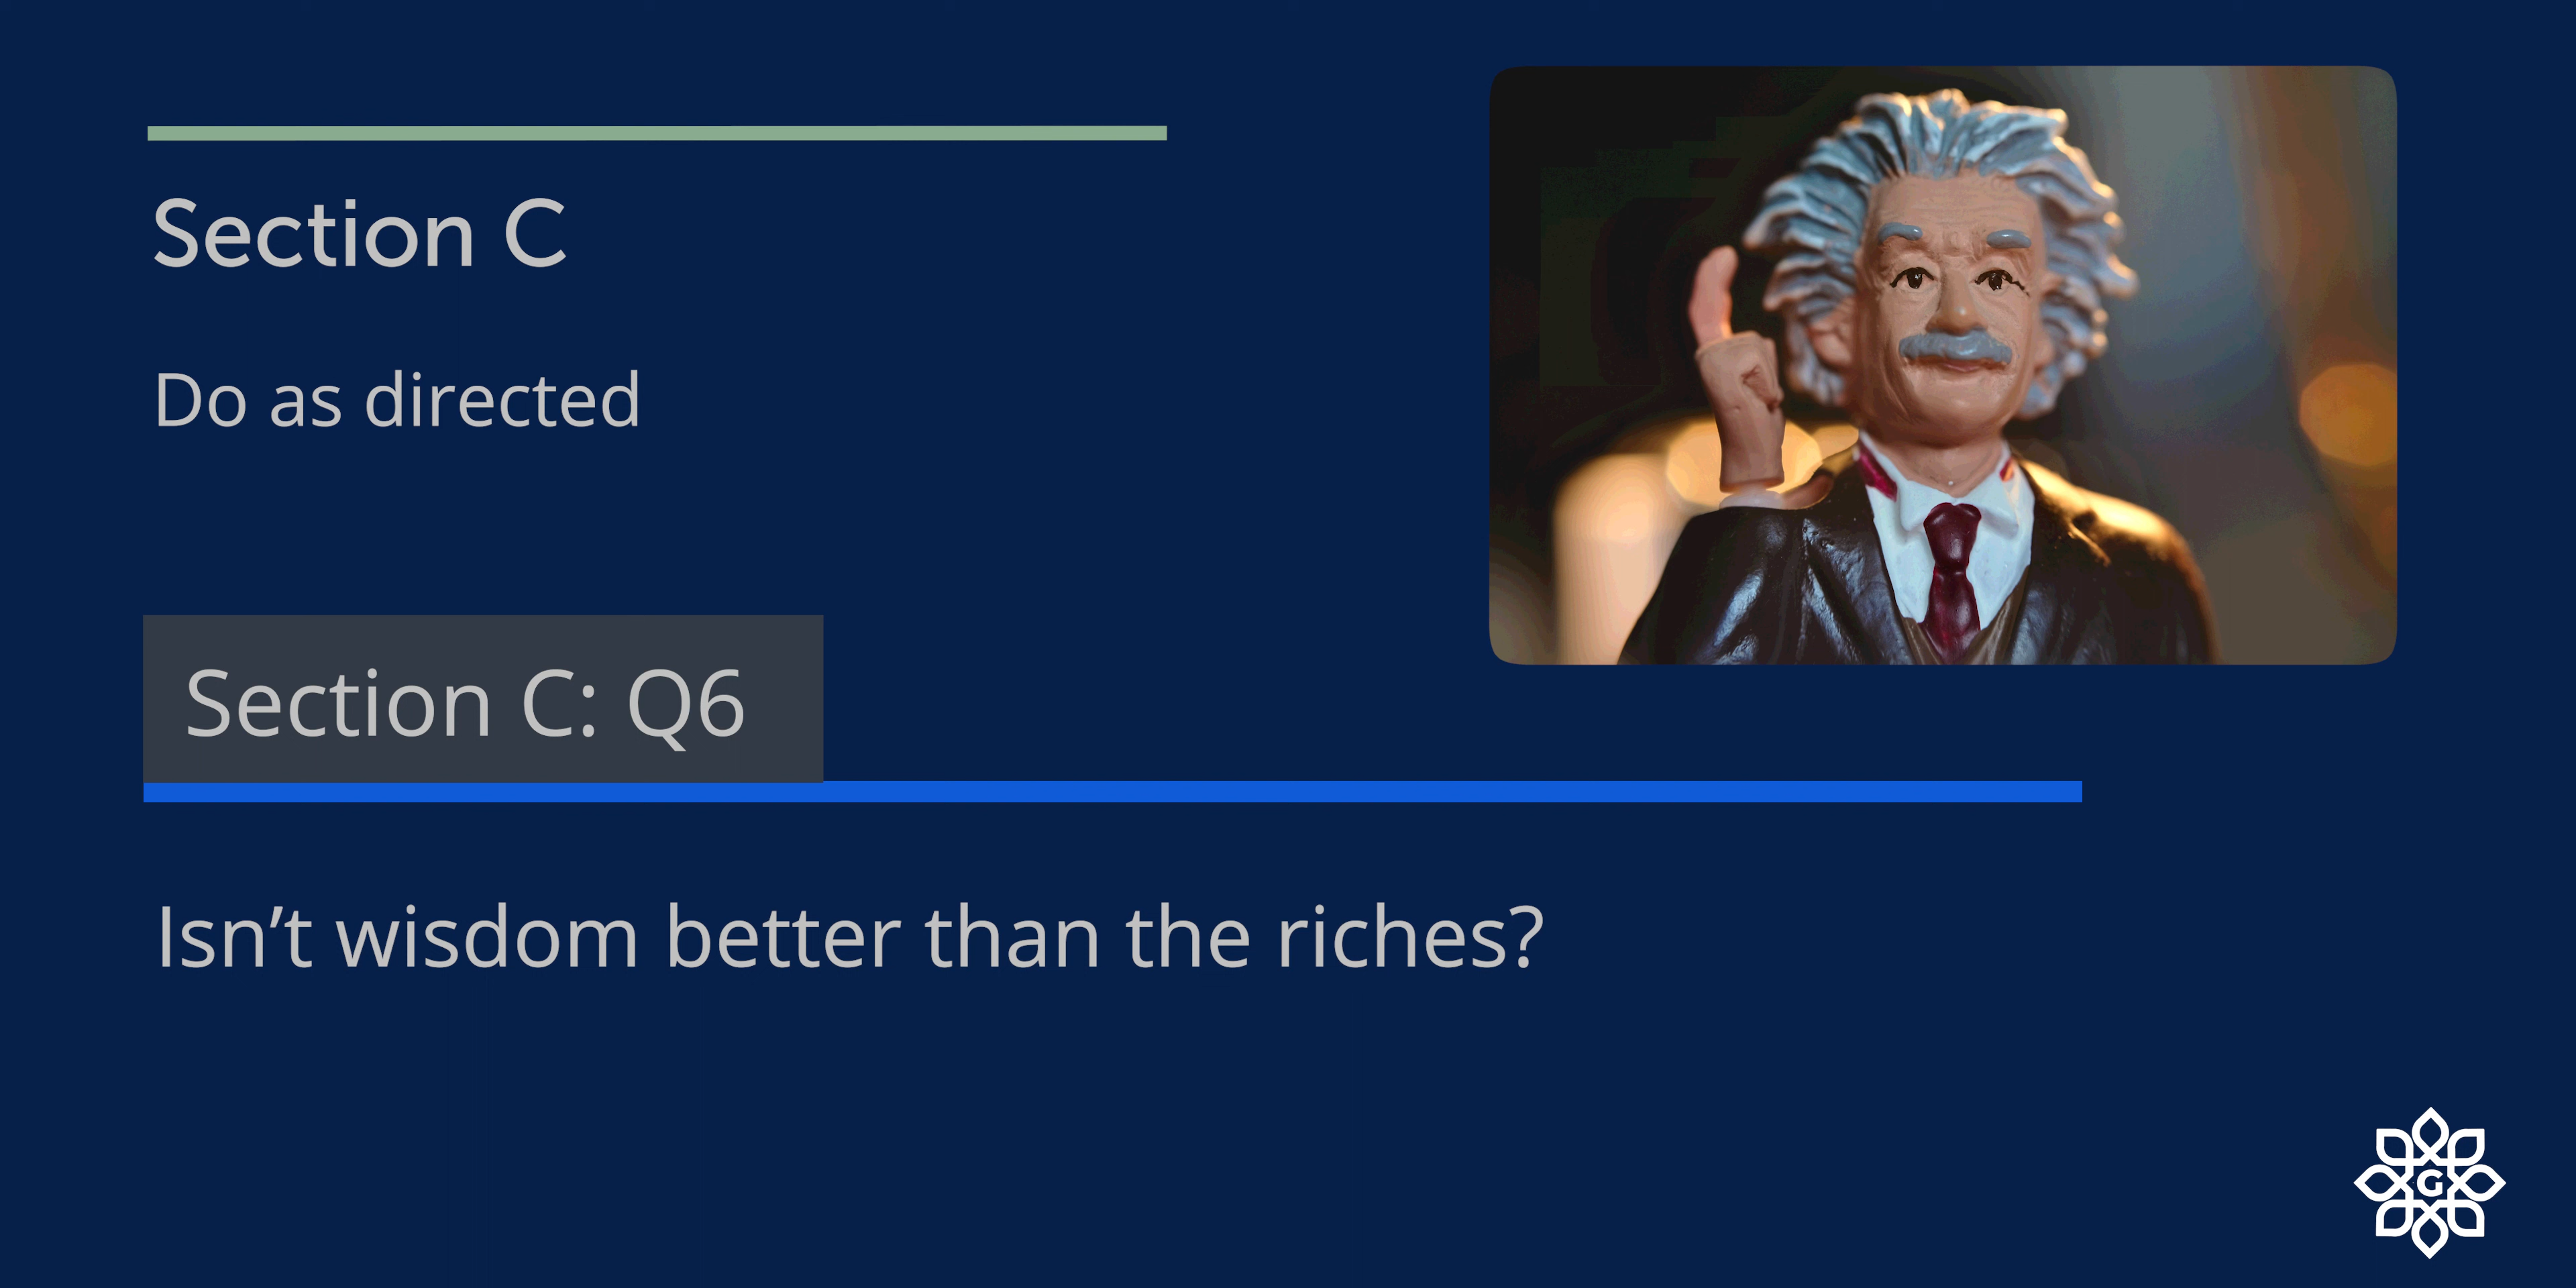 Section C
Do as directed
Section C: Q6
Isn’t wisdom better than the riches?
G